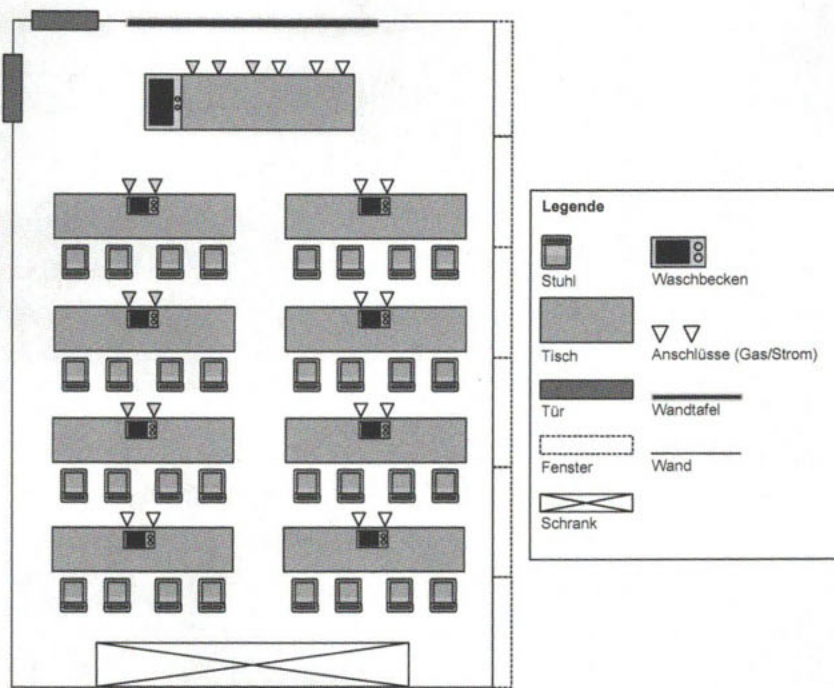 Legende
Stuhl
Waschbecken
Tisch
Anschlüsse (Gas/Strom)
Tür
Wandtafel
Fenster
Wand
Schrank